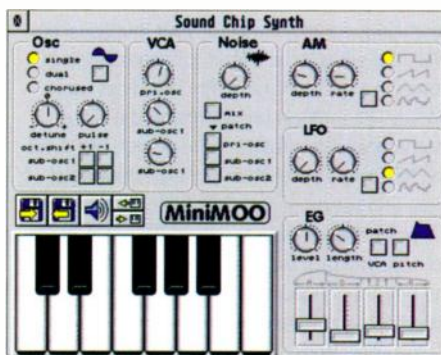 Sound Chip Synth
Osc
single
dual
chorused
detune
pulse
oct.shift +1 -1
sub-osc1
sub-osc2
VCA
pri.osc
sub-osc1
sub-osc1
Noise
depth
mix
patch
pri-osc
sub-osc1
sub-osc2
AM
depth
rate
LFO
depth
rate
EG
level
length
patch
VCA pitch
MiniMOO